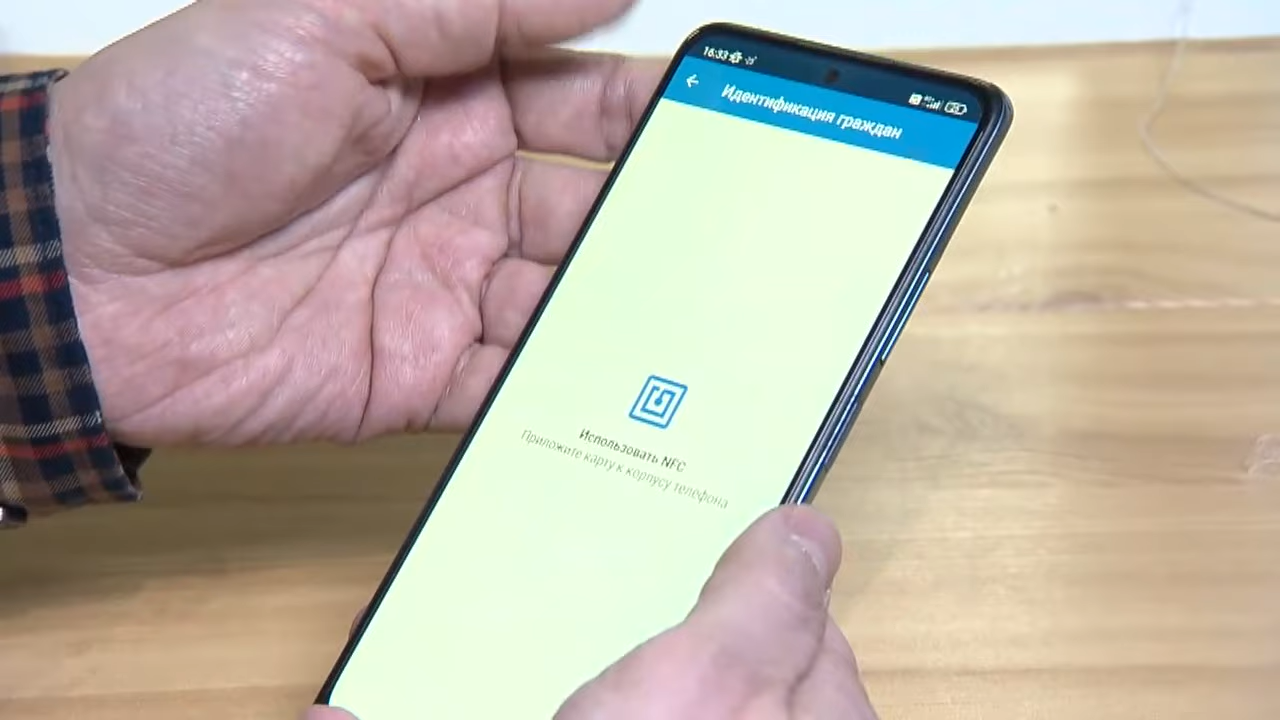 16:33
Идентификация граждан
Использовать NFC
Приложите карту к корпусу телефона